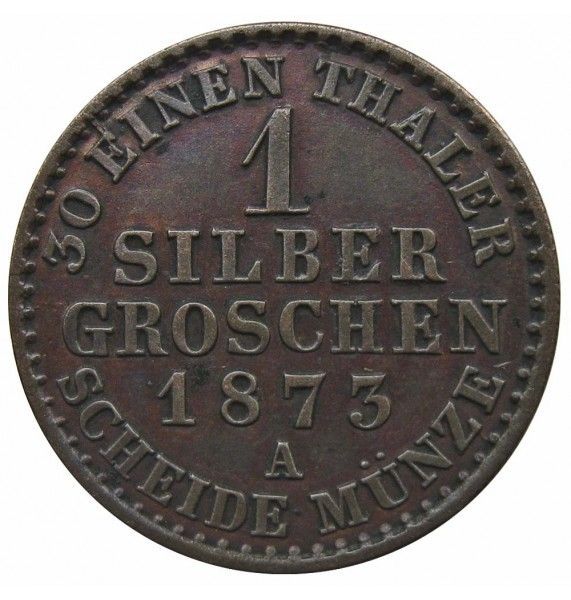 30 EINEN THALER
1
SILBER
GROSCHEN
1873
A
SCHEIDE MÜNZE